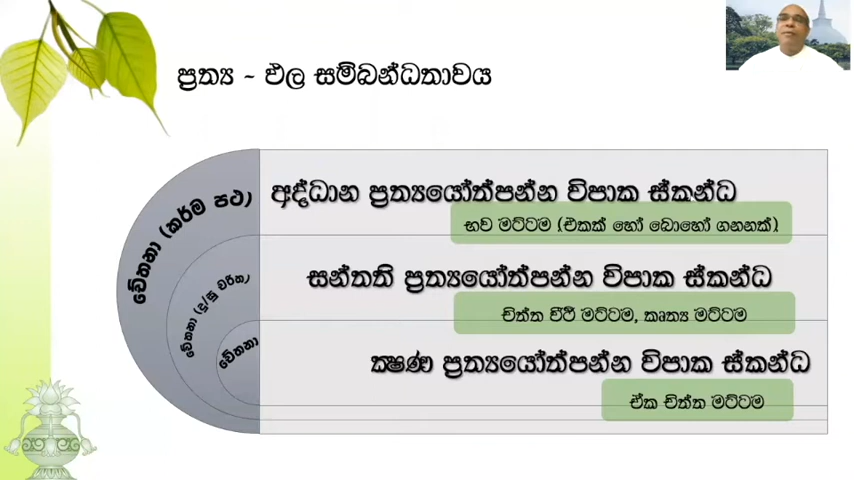 ප්‍රත්‍ය ~ ඵල සම්බන්ධතාවය
චේතනා (කර්ම පථ)
අද්ධාන ප්‍රත්‍යයෝත්පන්න විපාක ස්කන්ධ
භව මට්ටම (එකක් හෝ බොහෝ ගනනක්)
චේතනා (දු/සු චරිත)
සන්තති ප්‍රත්‍යයෝත්පන්න විපාක ස්කන්ධ
චිත්ත වීථි මට්ටම, කෘත්‍ය මට්ටම
චේතනා
ක්‍ෂණ ප්‍රත්‍යයෝත්පන්න විපාක ස්කන්ධ
ඒක චිත්ත මට්ටම